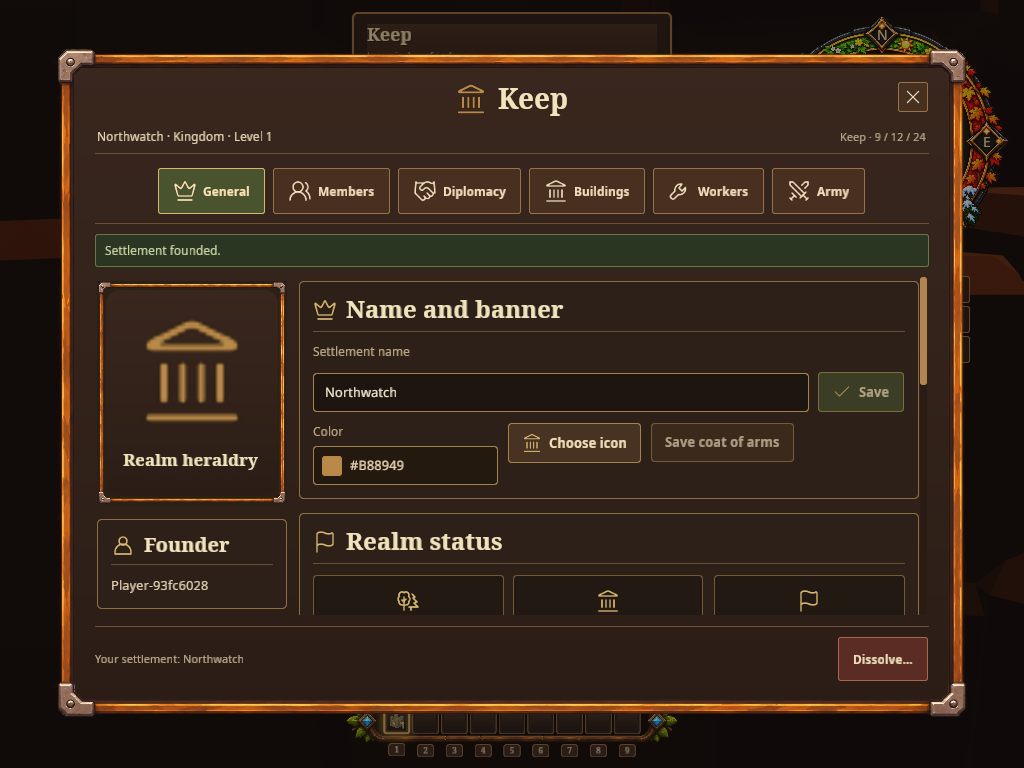 Keep
N
Keep
Northwatch · Kingdom · Level 1
Keep · 9 / 12 / 24
E
General
Members
Diplomacy
Buildings
Workers
Army
Settlement founded.
Name and banner
Settlement name
Northwatch
Save
Color
#B88949
Choose icon
Save coat of arms
Realm heraldry
Founder
Player-93fc6028
Realm status
Your settlement: Northwatch
Dissolve...
1 2 3 4 5 6 7 8 9